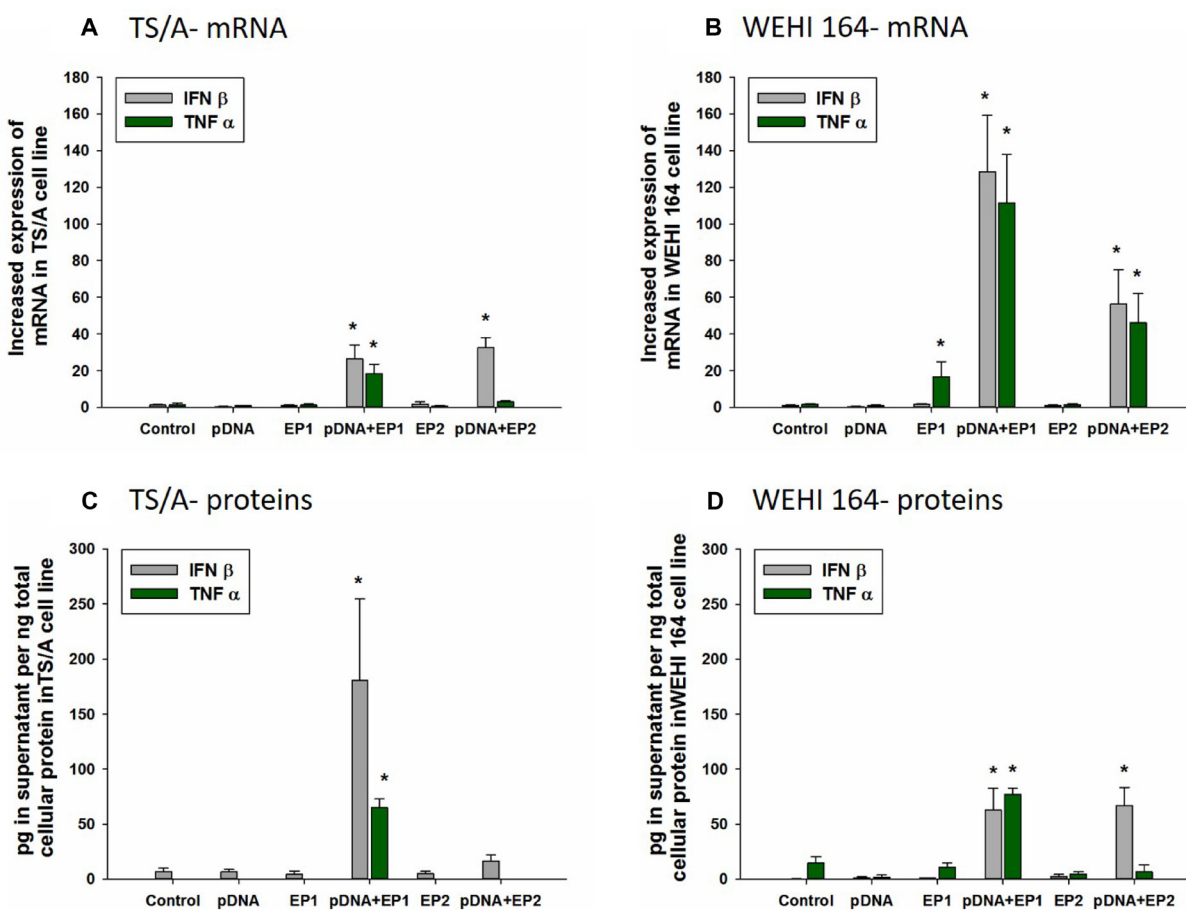 A TS/A- mRNA
Increased expression of
mRNA in TS/A cell line
180
160
140
120
100
80
60
40
20
0
IFN β
TNF α
*
*
*
Control pDNA EP1 pDNA+EP1 EP2 pDNA+EP2
B WEHI 164- mRNA
Increased expression of
mRNA in WEHI 164 cell line
180
160
140
120
100
80
60
40
20
0
IFN β
TNF α
*
*
*
*
*
Control pDNA EP1 pDNA+EP1 EP2 pDNA+EP2
C TS/A- proteins
pg in supernatant per ng total
cellular protein inTS/A cell line
300
250
200
150
100
50
0
IFN β
TNF α
*
*
Control pDNA EP1 pDNA+EP1 EP2 pDNA+EP2
D WEHI 164- proteins
pg in supernatant per ng total
cellular protein inWEHI 164 cell line
300
250
200
150
100
50
0
IFN β
TNF α
* * *
Control pDNA EP1 pDNA+EP1 EP2 pDNA+EP2